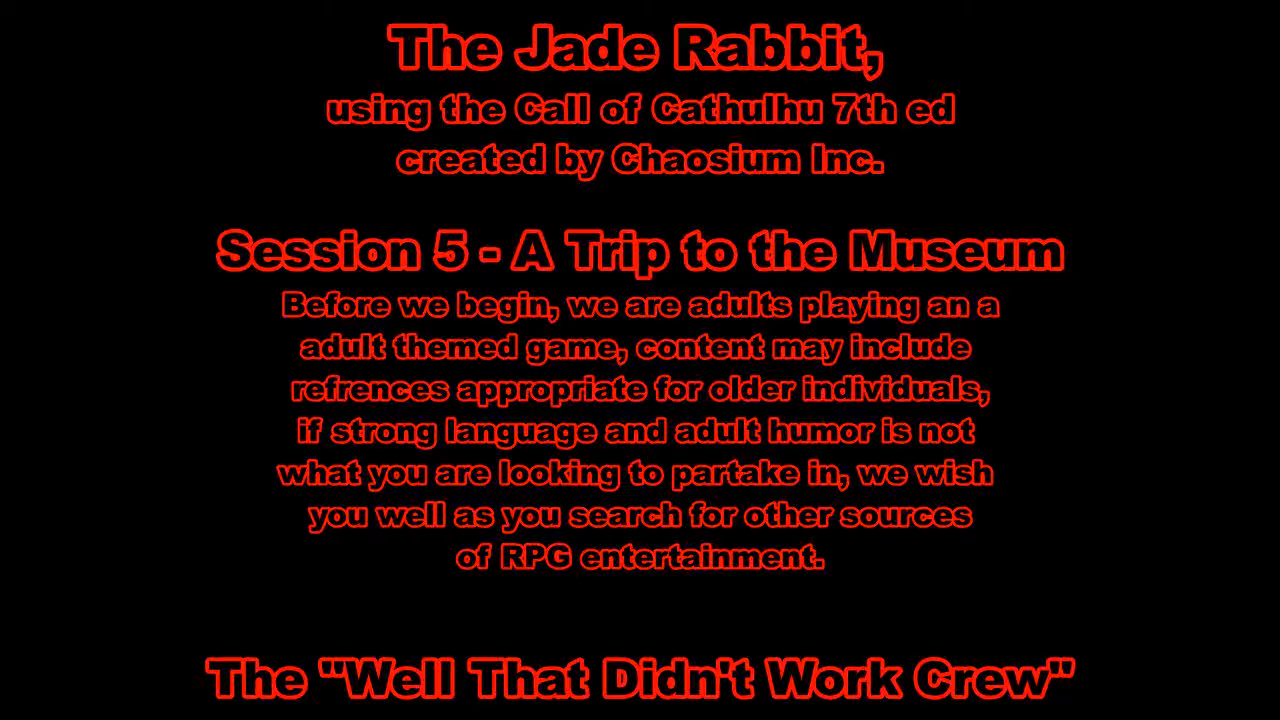 The Jade Rabbit,
using the Call of Cathulhu 7th ed
created by Chaosium Inc.
Session 5 - A Trip to the Museum
Before we begin, we are adults playing an a
adult themed game, content may include
refrences appropriate for older individuals,
if strong language and adult humor is not
what you are looking to partake in, we wish
you well as you search for other sources
of RPG entertainment.
The "Well That Didn't Work Crew"